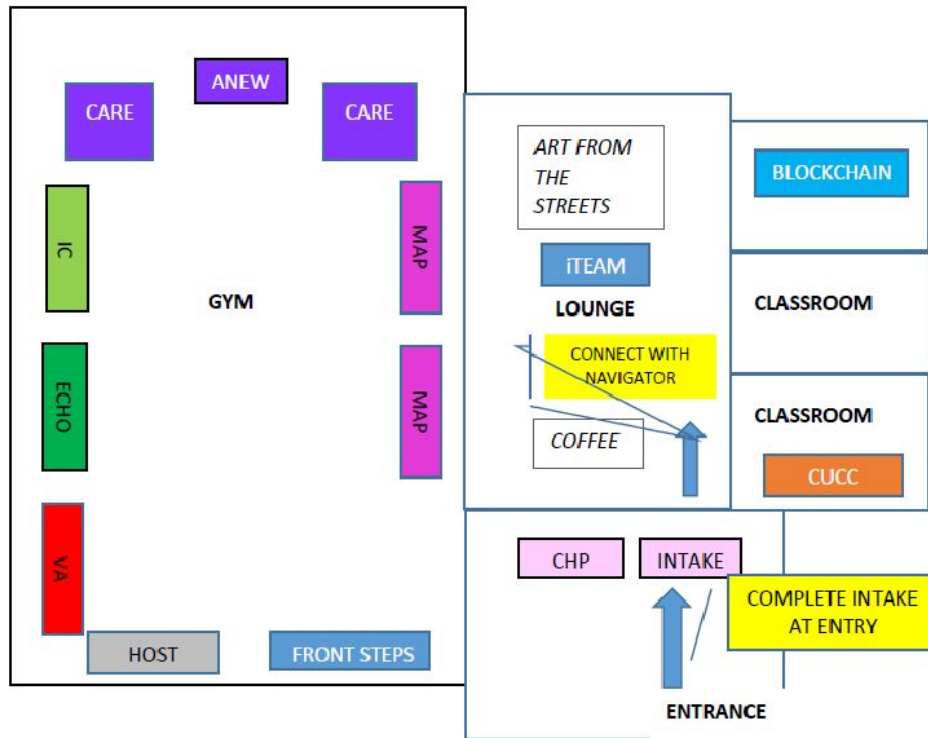 ANEW
CARE
CARE
IC
MAP
GYM
ECHO
MAP
VA
HOST
FRONT STEPS
ART FROM
THE
STREETS
iTEAM
LOUNGE
CONNECT WITH
NAVIGATOR
COFFEE
BLOCKCHAIN
CLASSROOM
CLASSROOM
CUCC
CHP
INTAKE
COMPLETE INTAKE
AT ENTRY
ENTRANCE